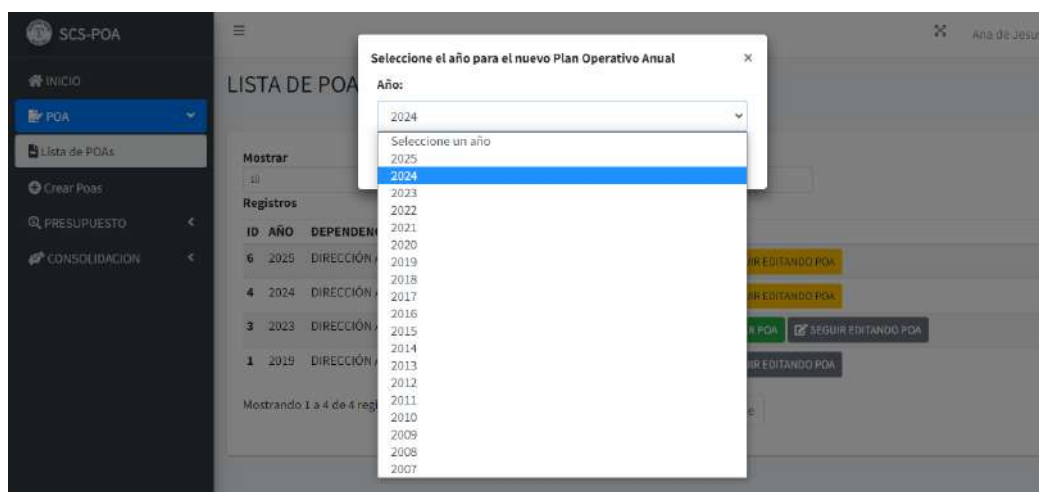 SCS-POA
Ana de Jesus
Seleccione el año para el nuevo Plan Operativo Anual
×
Año:
2024
Seleccione un año
2025
2024
2023
2022
2021
2020
2019
2018
2017
2016
2015
2014
2013
2012
2011
2010
2009
2008
2007
INICIO
POA
Lista de POAs
Crear Poas
PRESUPUESTO
CONSOLIDACION
LISTA DE POA
Mostrar
10
Registros
ID AÑO DEPENDEN
6 2025 DIRECCIÓN IR EDITANDO POA
4 2024 DIRECCIÓN IR EDITANDO POA
3 2023 DIRECCIÓN POA SEGUIR EDITANDO POA
1 2019 DIRECCIÓN IR EDITANDO POA
Mostrando 1 a 4 de 4 regi